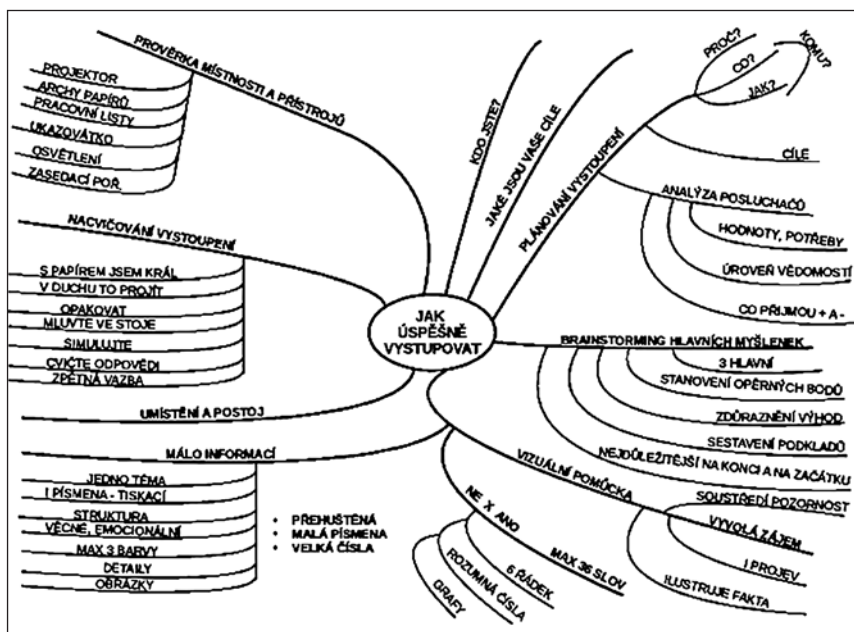 JAK
ÚSPĚŠNĚ
VYSTUPOVAT
KDO JSTE?
JAKÉ JSOU VAŠE CÍLE
PLÁNOVÁNÍ VYSTOUPENÍ
PROČ?
CO?
JAK?
KOMU?
CÍLE
ANALÝZA POSLUCHAČŮ
HODNOTY, POTŘEBY
ÚROVEŇ VĚDOMOSTÍ
CO PŘIJMOU + A -
BRAINSTORMING HLAVNÍCH MYŠLENEK
3 HLAVNÍ
STANOVENÍ OPĚRNÝCH BODŮ
ZDŮRAZNĚNÍ VÝHOD
SESTAVENÍ PODKLADŮ
NEJDŮLEŽITĚJŠÍ NA KONCI A NA ZAČÁTKU
VIZUÁLNÍ POMŮCKA
SOUSTŘEDÍ POZORNOST
VYVOLÁ ZÁJEM
I PROJEV
ILUSTRUJE FAKTA
NE X ANO
MAX 36 SLOV
6 ŘÁDEK
ROZUMNÁ ČÍSLA
GRAFY
MÁLO INFORMACÍ
JEDNO TÉMA
I PÍSMENA - TISKACÍ
STRUKTURA
VĚCNÉ, EMOCIONÁLNÍ
MAX 3 BARVY
DETAILY
OBRÁZKY
• PŘEHUŠTĚNÁ
• MALÁ PÍSMENA
• VELKÁ ČÍSLA
UMÍSTĚNÍ A POSTOJ
NACVIČOVÁNÍ VYSTOUPENÍ
S PAPÍREM JSEM KRÁL
V DUCHU TO PROJÍT
OPAKOVAT
MLUVTE VE STOJE
SIMULUJTE
CVIČTE ODPOVĚDI
ZPĚTNÁ VAZBA
PROVĚRKA MÍSTNOSTI A PŘÍSTROJŮ
PROJEKTOR
ARCHY PAPÍRŮ
PRACOVNÍ LISTY
UKAZOVÁTKO
OSVĚTLENÍ
ZASEDACÍ POŘ.